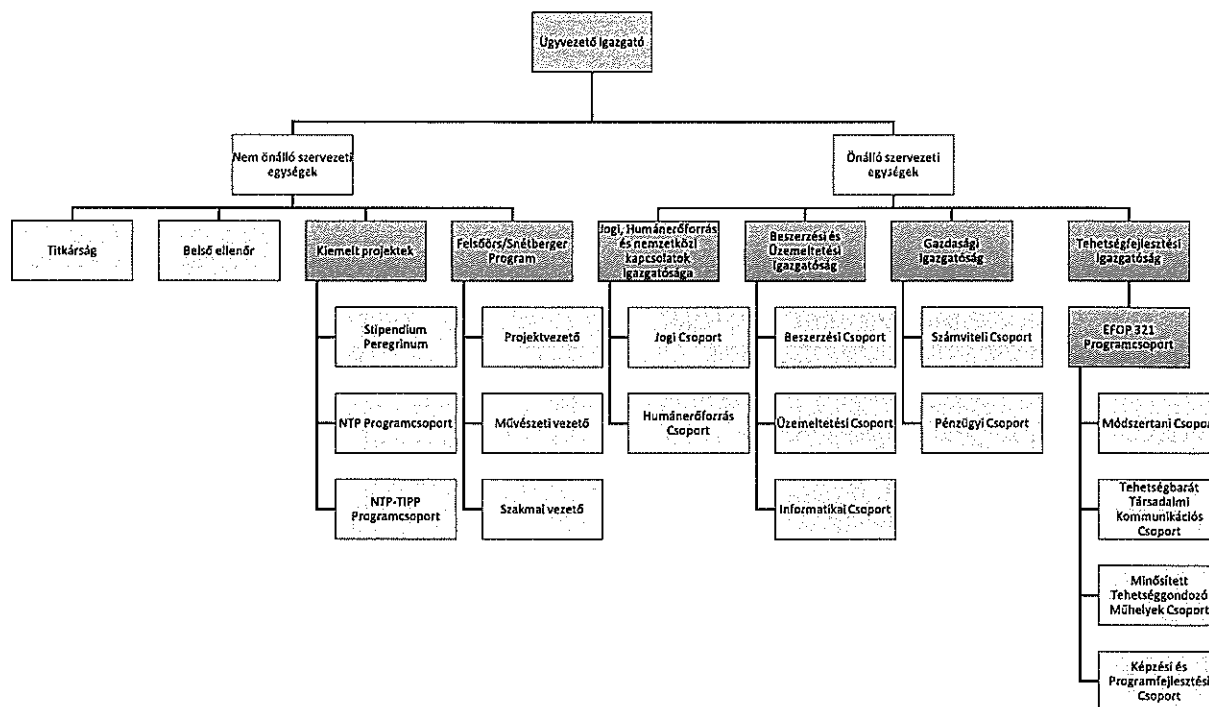 Ügyvezető Igazgató
Nem önálló szervezeti
egységek
Önálló szervezeti
egységek
Titkárság
Belső ellenőr
Kiemelt projektek
Felsőörs/Snétberger
Program
Jogi, Humánerőforrás
és nemzetközi
kapcsolatok
Igazgatósága
Beszerzési és
Üzemeltetési
Igazgatóság
Gazdasági
Igazgatóság
Tehetségfejlesztési
Igazgatóság
Stipendium
Peregrinum
Projektvezető
Jogi Csoport
Beszerzési Csoport
Számviteli Csoport
EFOP 321
Programcsoport
NTP Programcsoport
Művészeti vezető
Humánerőforrás
Csoport
Üzemeltetési Csoport
Pénzügyi Csoport
Módszertani Csopor
NTP-TIPP
Programcsoport
Szakmai vezető
Informatikai Csoport
Tehetségbarát
Társadalmi
Kommunikációs
Csoport
Minősített
Tehetséggondozó
Műhelyek Csoport
Képzési és
Programfejlesztési
Csoport